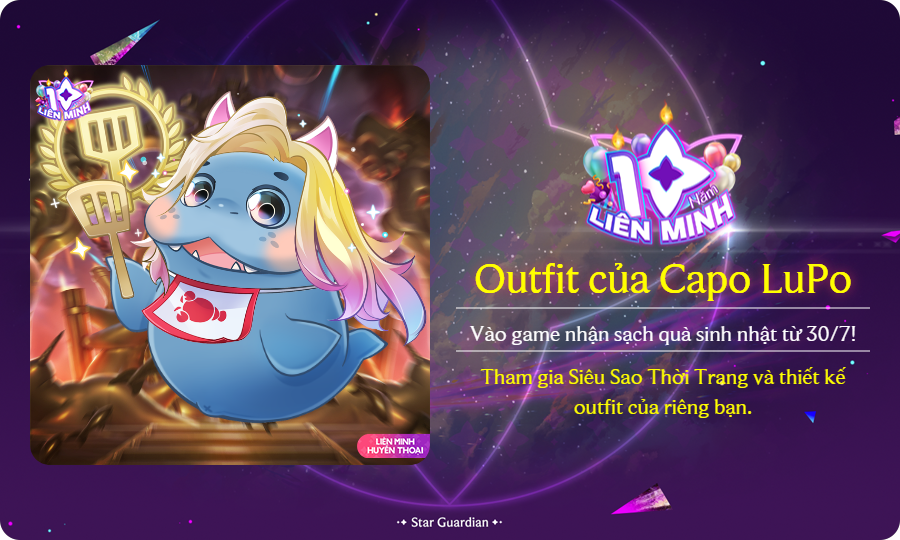 10
LIÊN MINH
LIÊN MINH
HUYỀN THOẠI
10
Năm
LIÊN MINH
Outfit của Capo LuPo
Vào game nhận sạch quà sinh nhật từ 30/7!
Tham gia Siêu Sao Thời Trang và thiết kế
outfit của riêng bạn.
Star Guardian